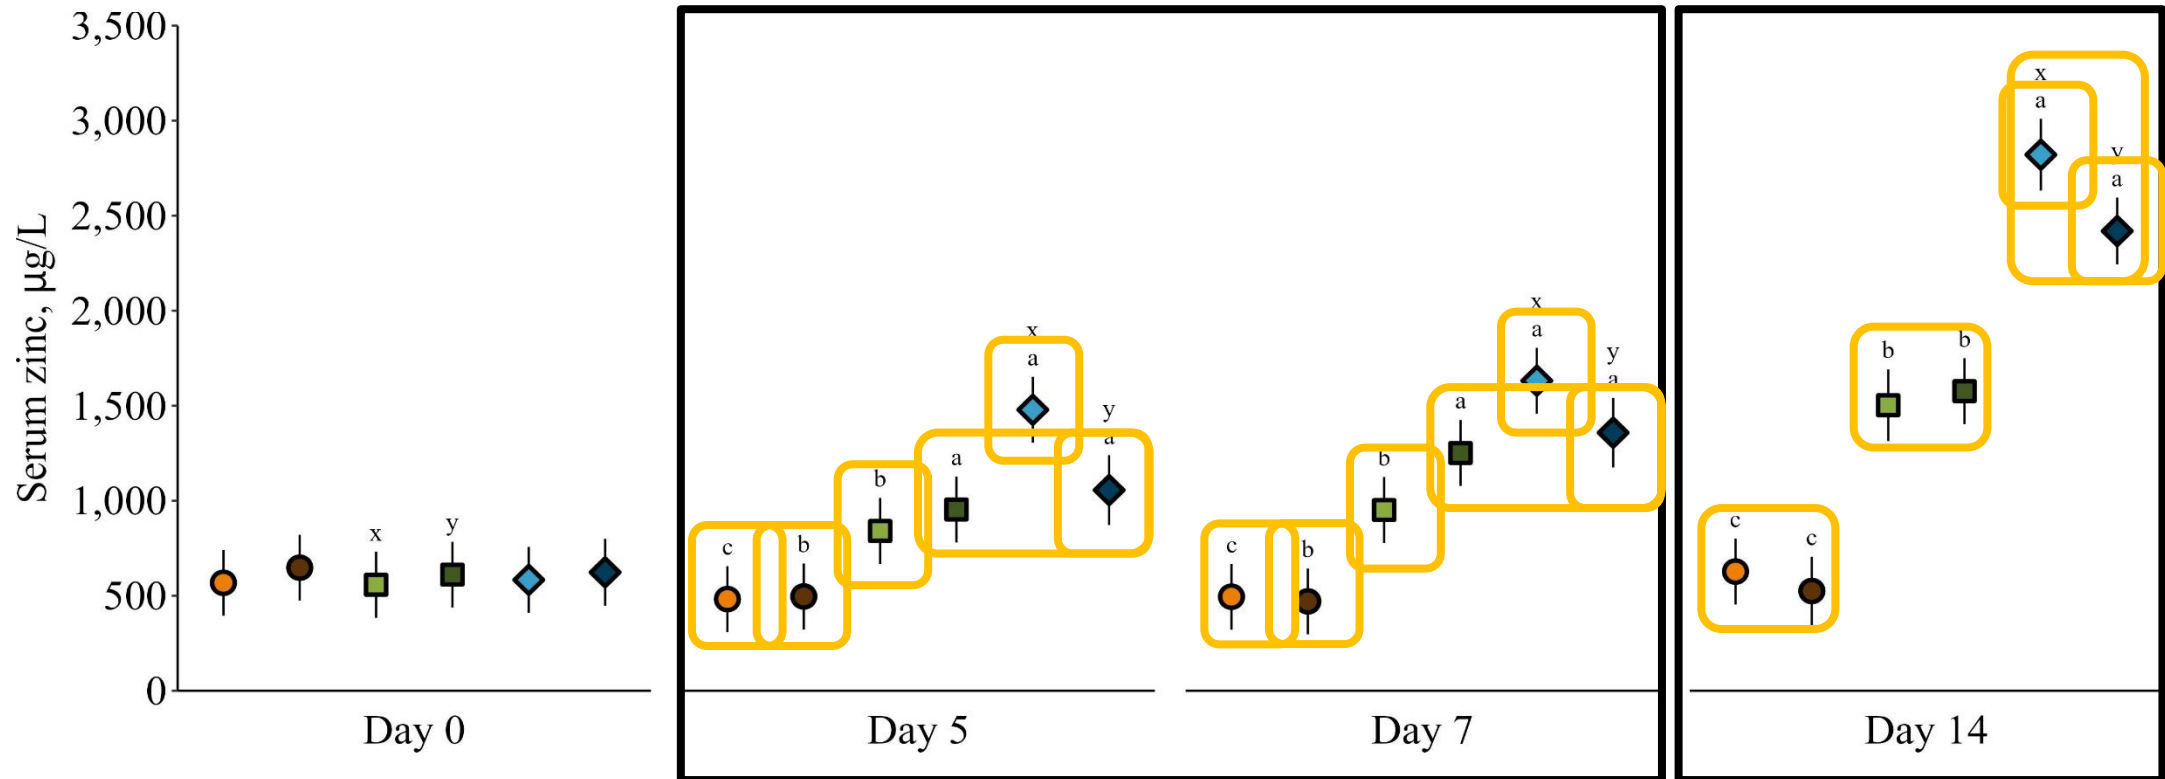 Serum zinc, µg/L
3,500
3,000
2,500
2,000
1,500
1,000
500
0
x
y
Day 0
c
b
b
a
x
a
y
a
Day 5
c
b
b
a
x
a
y
a
Day 7
c
c
b
b
x
a
y
a
Day 14